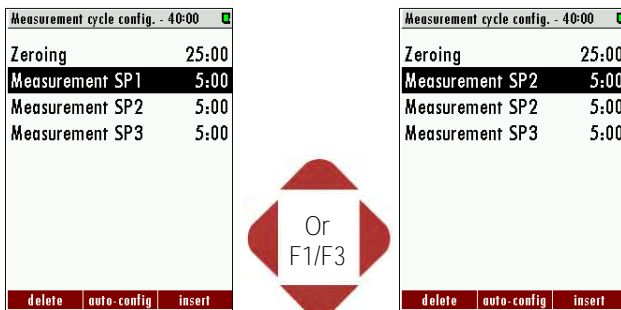 Measurement cycle config. - 40:00
Zeroing 25:00
Measurement SP1 5:00
Measurement SP2 5:00
Measurement SP3 5:00
delete auto-config insert
Or
F1/F3
Measurement cycle config. - 40:00
Zeroing 25:00
Measurement SP2 5:00
Measurement SP2 5:00
Measurement SP3 5:00
delete auto-config insert